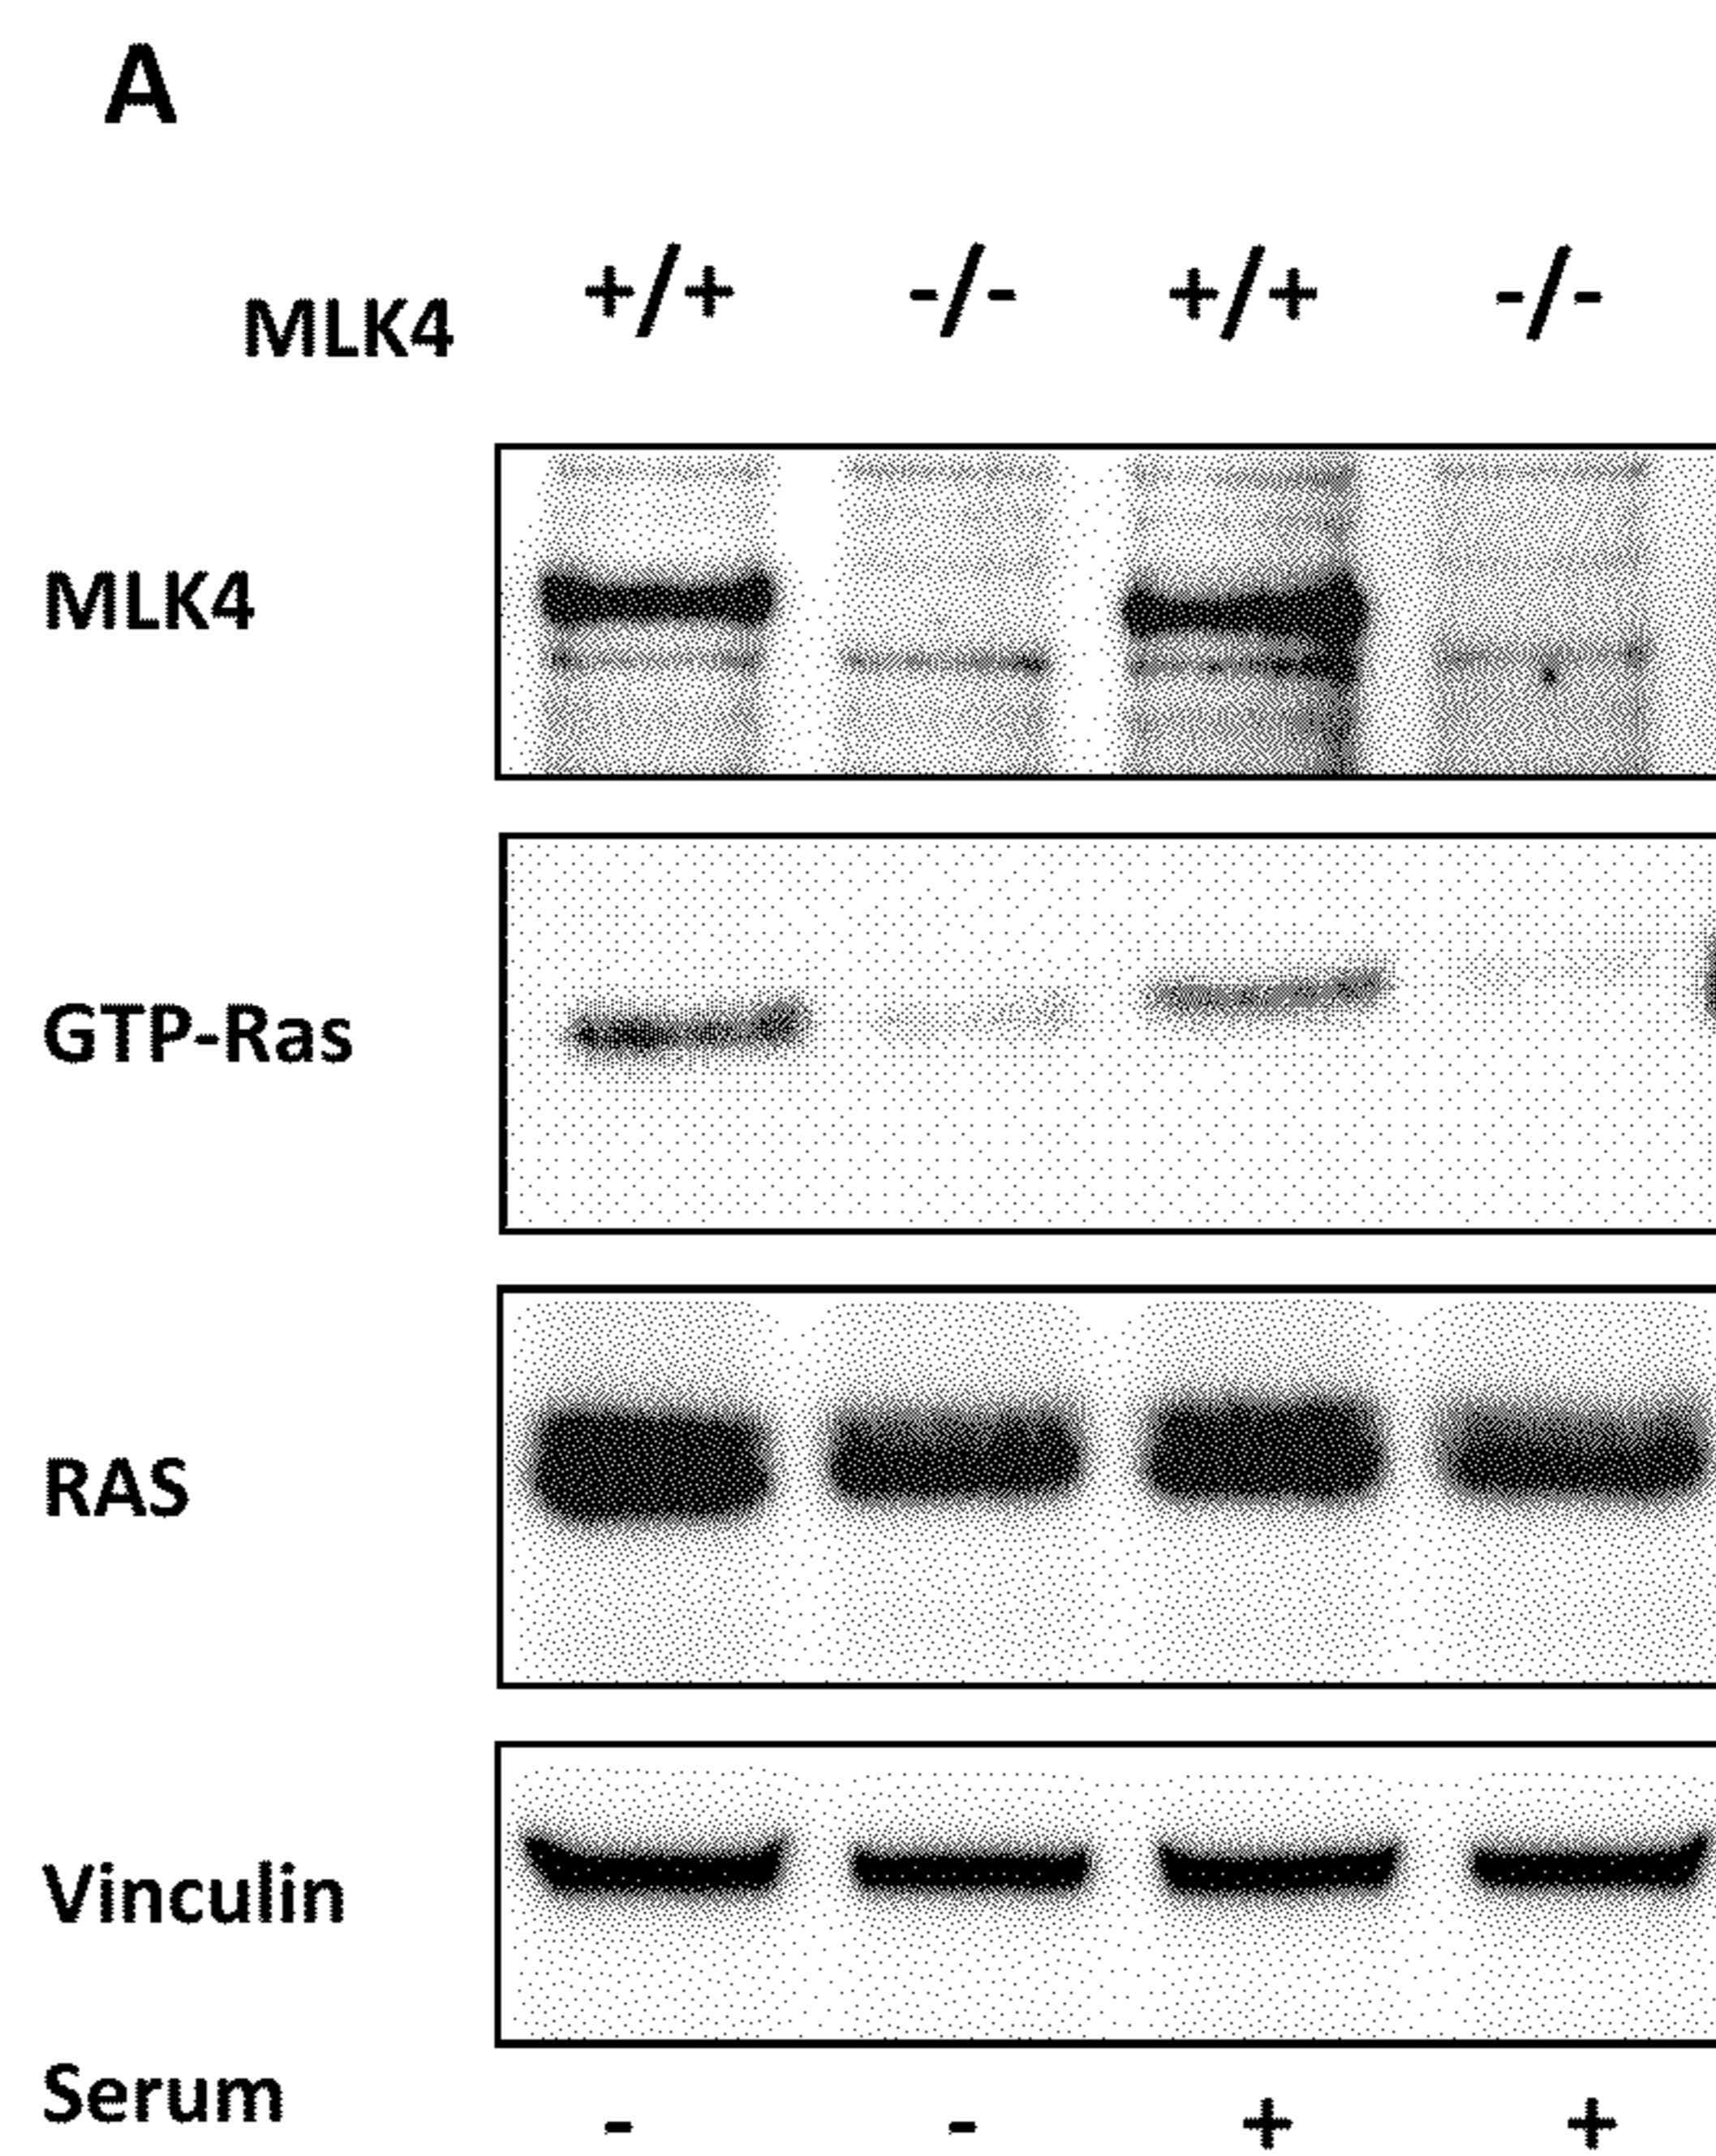 A
MLK4 +/+ -/- +/+ -/-
MLK4
GTP-Ras
RAS
Vinculin
Serum - - + +